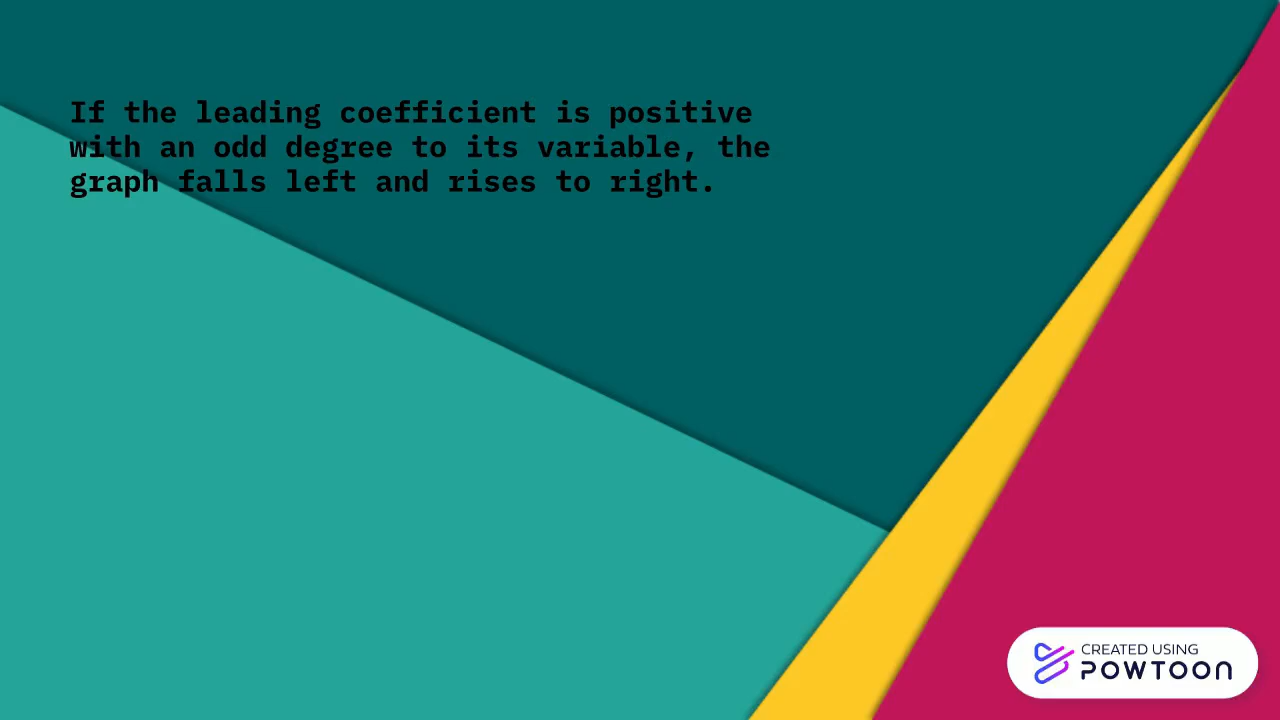 If the leading coefficient is positive
with an odd degree to its variable, the
graph falls left and rises to right.
CREATED USING
POWTOON